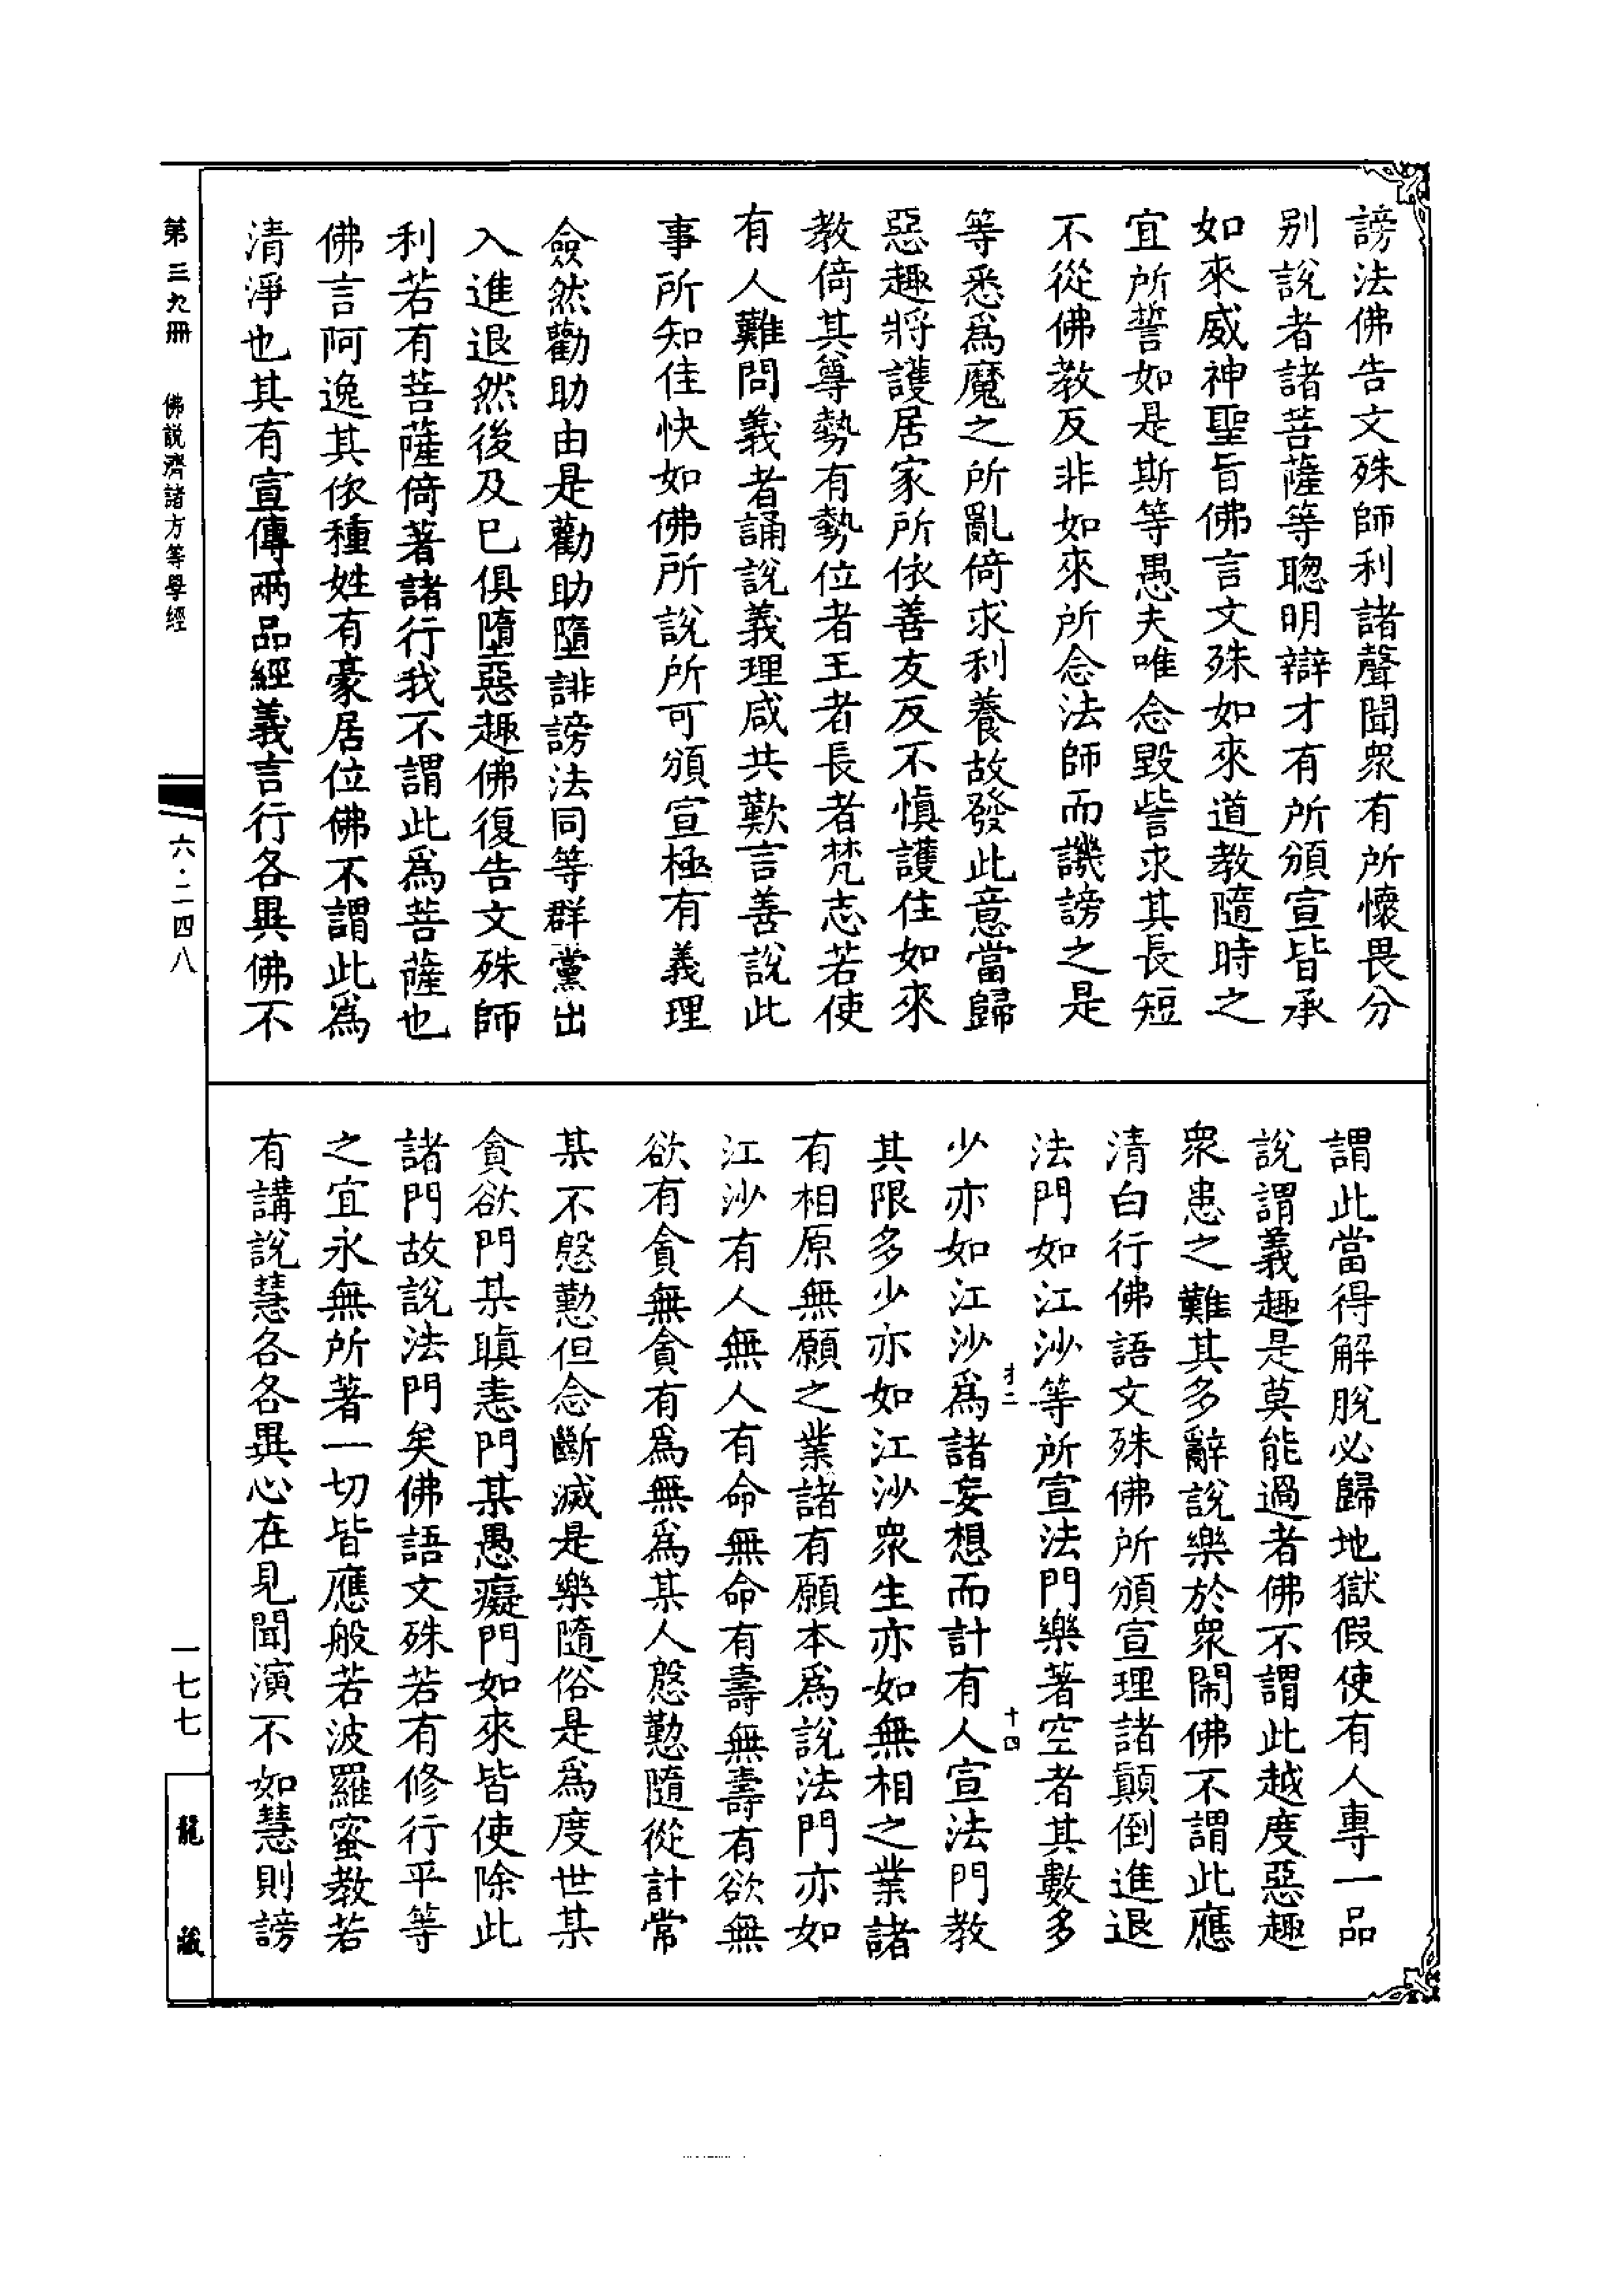 謗法佛告文殊師利諸聲聞衆有所懷畏分
别說者諸菩薩等聰明辯才有所頒宣皆承
如來威神聖旨佛言文殊如來道教隨時之
宜所誓如是斯等愚夫唯念毀呰求其長短
不從佛教反非如來所念法師而譏謗之是
等悉爲魔之所亂倚求利養故發此意當歸
惡趣將護居家所依善友反不慎護住如來
教倚其尊勢有勢位者王者長者梵志若使
有人難問義者誦說義理咸共歎言善說此
事所知佳快如佛所說所可頒宣極有義理
僉然勸助由是勸助墮誹謗法同等群黨出
入進退然後及已俱墮惡趣佛復告文殊師
利若有菩薩倚著諸行我不謂此爲菩薩也
佛言阿逸其依種姓有豪居位佛不謂此爲
清淨也其有宣傳兩品經義言行各異佛不
謂此當得解脫必歸地獄假使有人專一品
說謂義趣是莫能過者佛不謂此越度惡趣
衆患之難其多辭說樂於衆閙佛不謂此應
清白行佛語文殊佛所頒宣理諸顚倒進退
法門如江沙等所宣法門樂著空者其數多
才二 十四
少亦如江沙爲諸妄想而計有人宣法門教
其限多少亦如江沙衆生亦如無相之業諸
有相原無願之業諸有願本爲說法門亦如
江沙有人無人有命無命有壽無壽有欲無
欲有貪無貪有爲無爲某人慇懃隨從計常
某不慇懃但念斷滅是樂隨俗是爲度世某
貪欲門某瞋恚門某愚癡門如來皆使除此
諸門故說法門矣佛語文殊若有修行平等
之宜永無所著一切皆應般若波羅蜜教若
有講說慧各各異心在見聞演不如慧則謗
第三九冊 佛說濟諸方等學經
六·二四八
一七七
龍藏